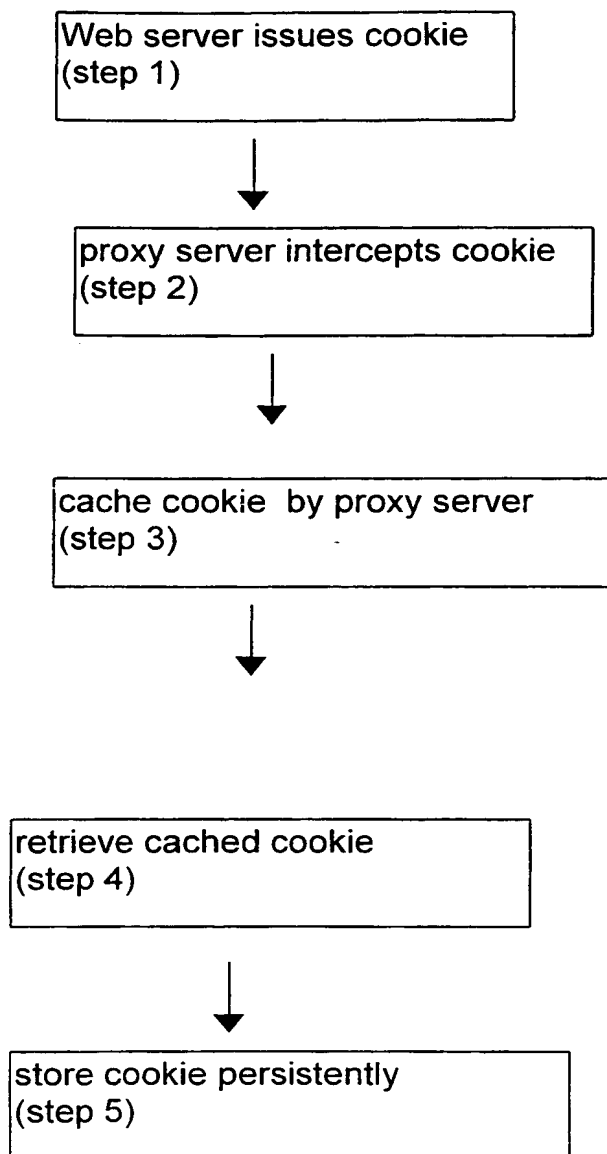 Web server issues cookie
(step 1)
proxy server intercepts cookie
(step 2)
cache cookie by proxy server
(step 3)
retrieve cached cookie
(step 4)
store cookie persistently
(step 5)